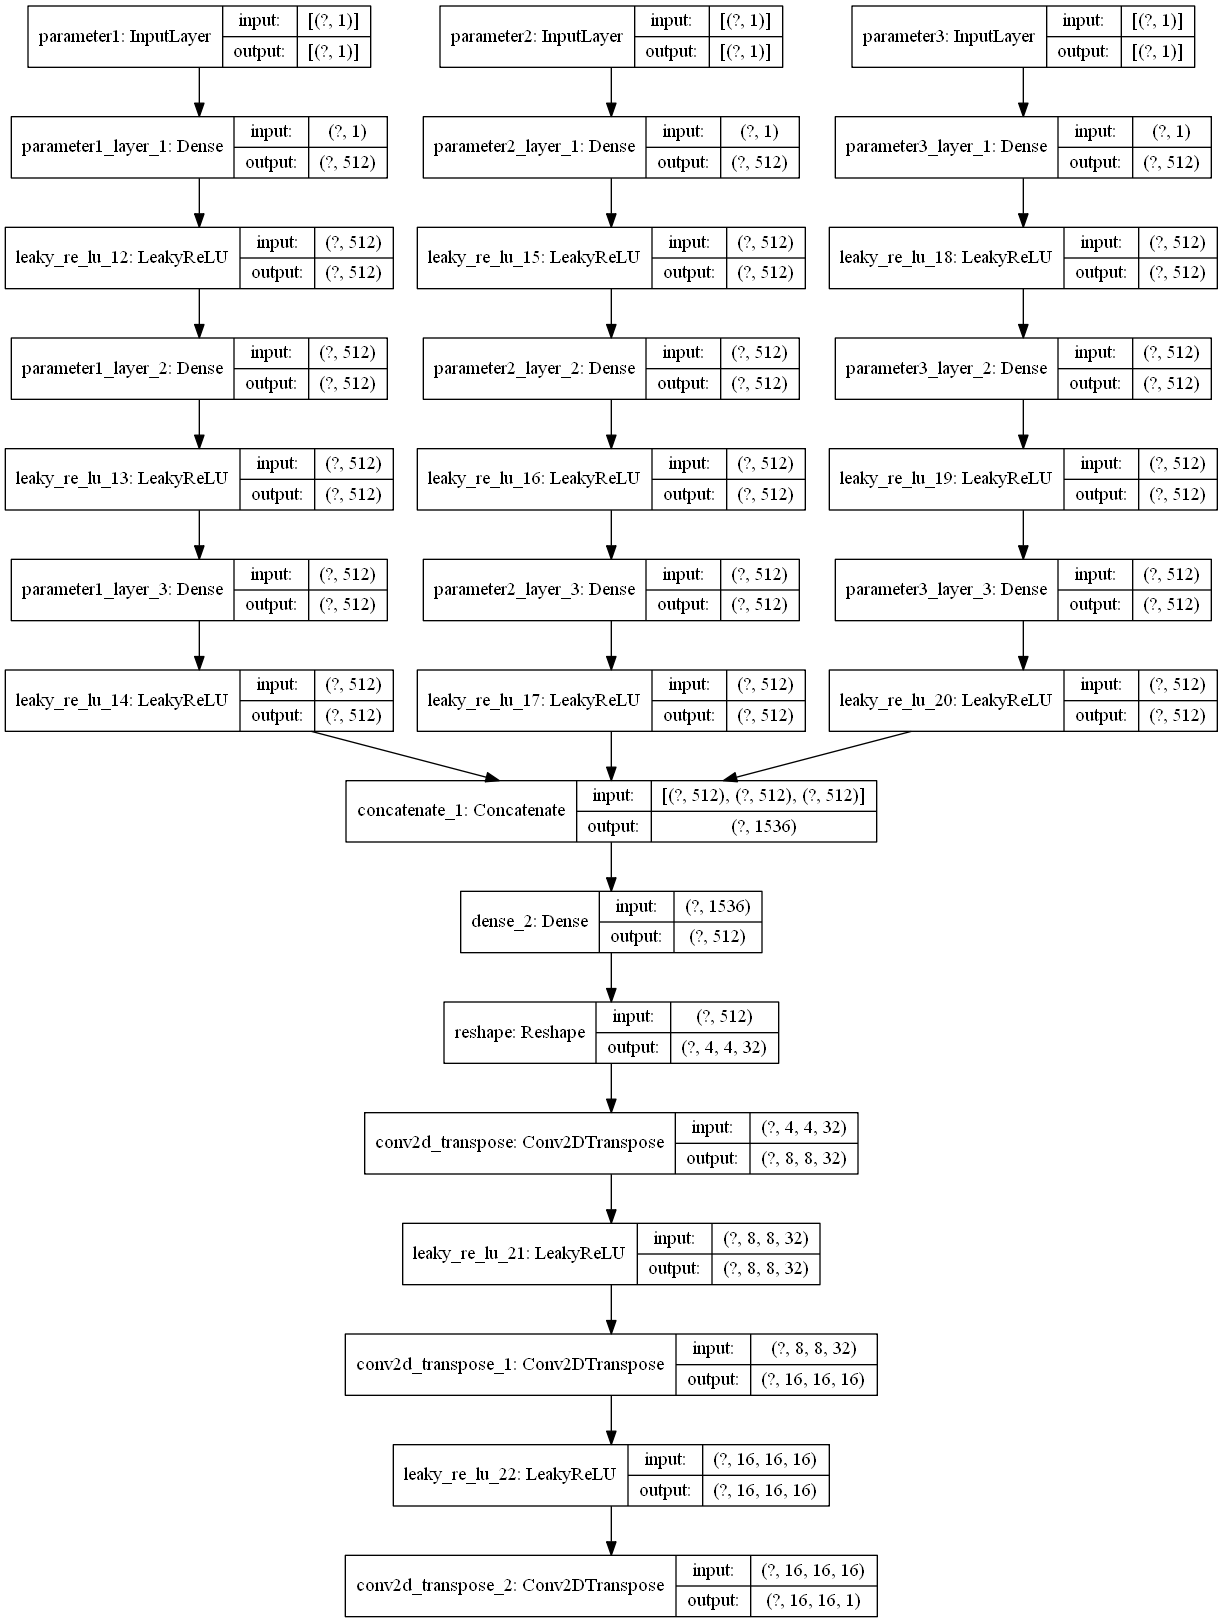 parameter1: InputLayer input: [(?, 1)] output: [(?, 1)]
parameter2: InputLayer input: [(?, 1)] output: [(?, 1)]
parameter3: InputLayer input: [(?, 1)] output: [(?, 1)]
parameter1_layer_1: Dense input: (?, 1) output: (?, 512)
parameter2_layer_1: Dense input: (?, 1) output: (?, 512)
parameter3_layer_1: Dense input: (?, 1) output: (?, 512)
leaky_re_lu_12: LeakyReLU input: (?, 512) output: (?, 512)
leaky_re_lu_15: LeakyReLU input: (?, 512) output: (?, 512)
leaky_re_lu_18: LeakyReLU input: (?, 512) output: (?, 512)
parameter1_layer_2: Dense input: (?, 512) output: (?, 512)
parameter2_layer_2: Dense input: (?, 512) output: (?, 512)
parameter3_layer_2: Dense input: (?, 512) output: (?, 512)
leaky_re_lu_13: LeakyReLU input: (?, 512) output: (?, 512)
leaky_re_lu_16: LeakyReLU input: (?, 512) output: (?, 512)
leaky_re_lu_19: LeakyReLU input: (?, 512) output: (?, 512)
parameter1_layer_3: Dense input: (?, 512) output: (?, 512)
parameter2_layer_3: Dense input: (?, 512) output: (?, 512)
parameter3_layer_3: Dense input: (?, 512) output: (?, 512)
leaky_re_lu_14: LeakyReLU input: (?, 512) output: (?, 512)
leaky_re_lu_17: LeakyReLU input: (?, 512) output: (?, 512)
leaky_re_lu_20: LeakyReLU input: (?, 512) output: (?, 512)
concatenate_1: Concatenate input: [(?, 512), (?, 512), (?, 512)] output: (?, 1536)
dense_2: Dense input: (?, 1536) output: (?, 512)
reshape: Reshape input: (?, 512) output: (?, 4, 4, 32)
conv2d_transpose: Conv2DTranspose input: (?, 4, 4, 32) output: (?, 8, 8, 32)
leaky_re_lu_21: LeakyReLU input: (?, 8, 8, 32) output: (?, 8, 8, 32)
conv2d_transpose_1: Conv2DTranspose input: (?, 8, 8, 32) output: (?, 16, 16, 16)
leaky_re_lu_22: LeakyReLU input: (?, 16, 16, 16) output: (?, 16, 16, 16)
conv2d_transpose_2: Conv2DTranspose input: (?, 16, 16, 16) output: (?, 16, 16, 1)